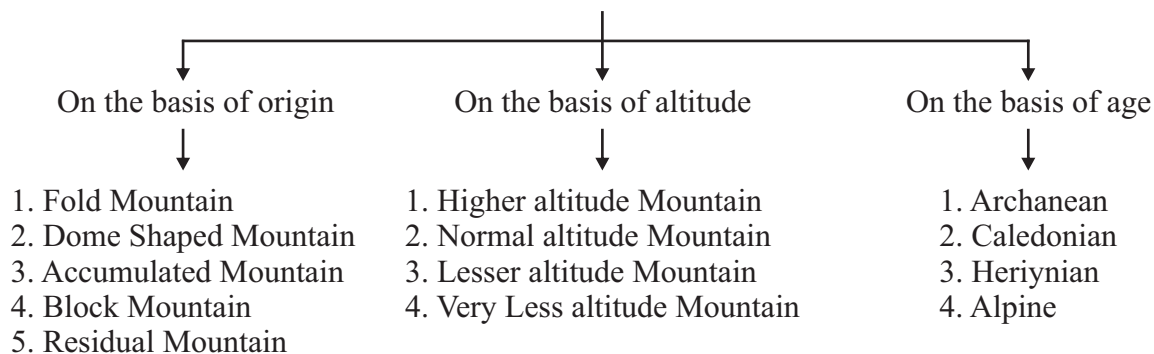 On the basis of origin
On the basis of altitude
On the basis of age
1. Fold Mountain
2. Dome Shaped Mountain
3. Accumulated Mountain
4. Block Mountain
5. Residual Mountain
1. Higher altitude Mountain
2. Normal altitude Mountain
3. Lesser altitude Mountain
4. Very Less altitude Mountain
1. Archanean
2. Caledonian
3. Heriynian
4. Alpine